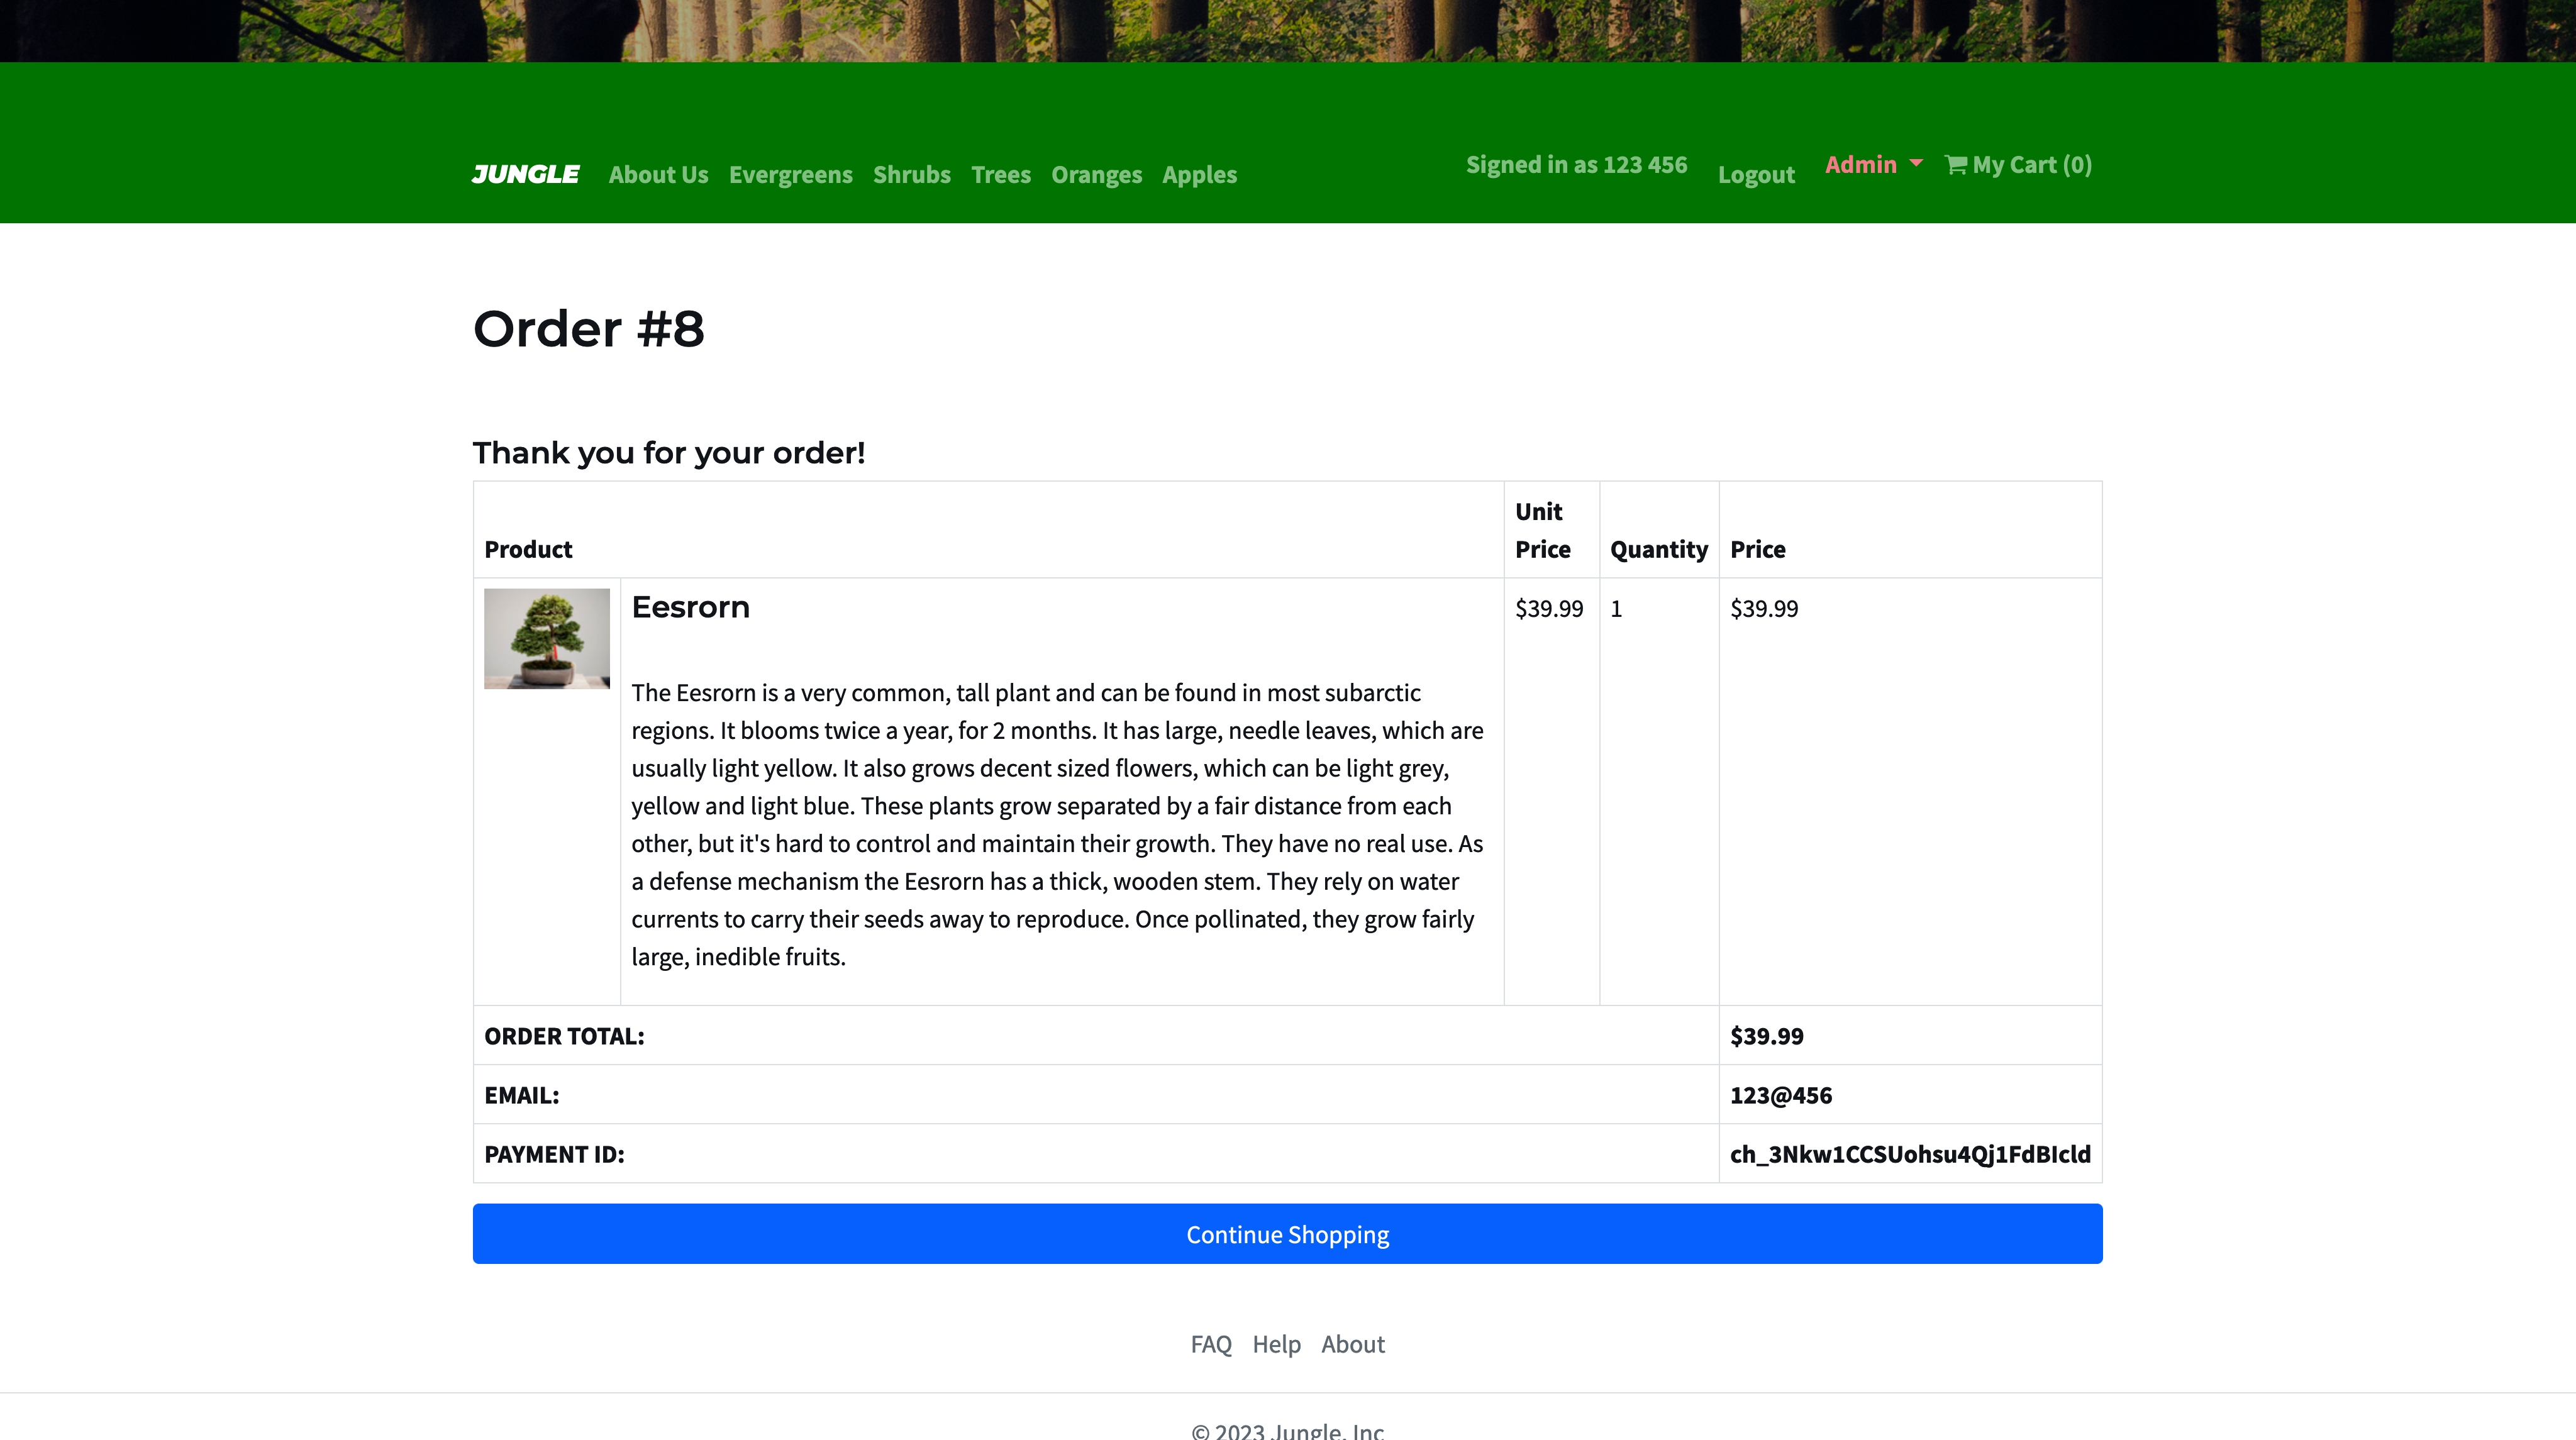 JUNGLE About Us Evergreens Shrubs Trees Oranges Apples Signed in as 123 456 Logout Admin My Cart (0)
Order #8
Thank you for your order!
Product Unit Price Quantity Price
Eesrorn $39.99 1 $39.99
The Eesrorn is a very common, tall plant and can be found in most subarctic
regions. It blooms twice a year, for 2 months. It has large, needle leaves, which are
usually light yellow. It also grows decent sized flowers, which can be light grey,
yellow and light blue. These plants grow separated by a fair distance from each
other, but it's hard to control and maintain their growth. They have no real use. As
a defense mechanism the Eesrorn has a thick, wooden stem. They rely on water
currents to carry their seeds away to reproduce. Once pollinated, they grow fairly
large, inedible fruits.
ORDER TOTAL: $39.99
EMAIL: 123@456
PAYMENT ID: ch_3Nkw1CCSUohsu4Qj1FdBIcld
Continue Shopping
FAQ Help About
© 2023 Jungle, Inc